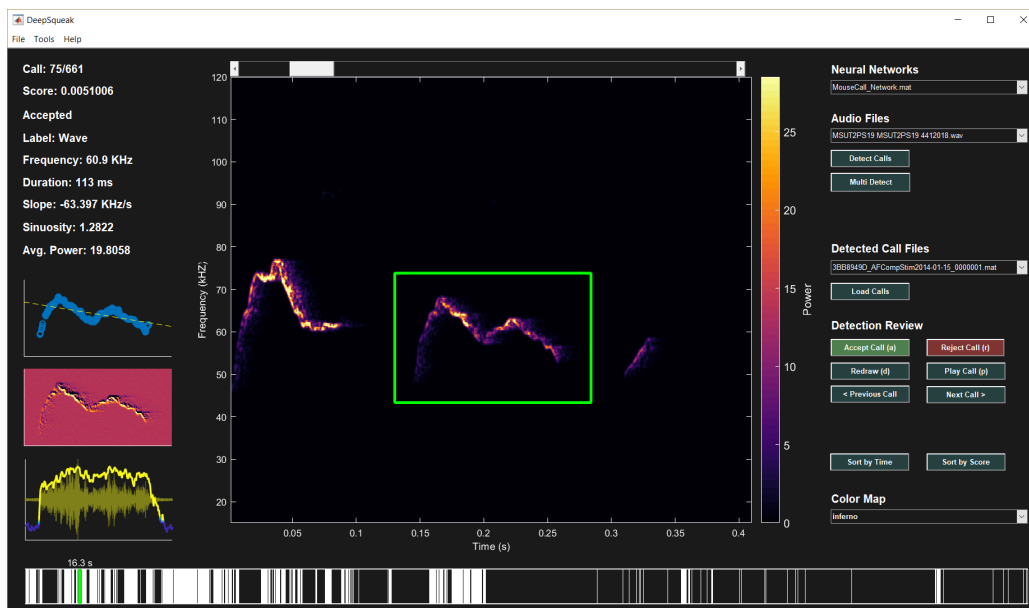 DeepSqueak
File Tools Help
Call: 75/661
Score: 0.0051006
Accepted
Label: Wave
Frequency: 60.9 KHz
Duration: 113 ms
Slope: -63.397 KHz/s
Sinuosity: 1.2822
Avg. Power: 19.8058
120
110
100
90
80
70
60
50
40
30
20
Frequency (kHZ)
0.05 0.1 0.15 0.2 0.25 0.3 0.35 0.4
Time (s)
25
20
15
10
5
0
Power
Neural Networks
MouseCall_Network.mat
Audio Files
MSUT2PS19 MSUT2PS19 4412018.wav
Detect Calls
Multi Detect
Detected Call Files
3BB8949D_AFCompStim2014-01-15_0000001.mat
Load Calls
Detection Review
Accept Call (a) Reject Call (r)
Redraw (d) Play Call (p)
< Previous Call Next Call >
Sort by Time Sort by Score
Color Map
inferno
16.3 s